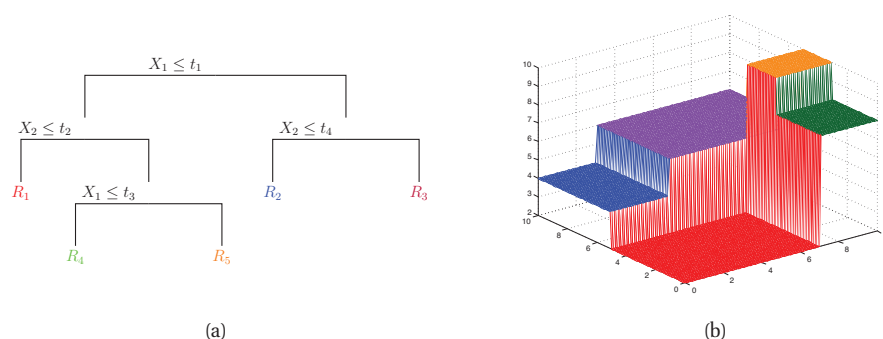 X₁ ≤ t₁
X₂ ≤ t₂
X₂ ≤ t₄
R₁
X₁ ≤ t₃
R₂
R₃
R₄
R₅
(a)
10
9
8
7
6
5
4
3
2
10
8
6
4
2
0
0
2
4
6
8
(b)